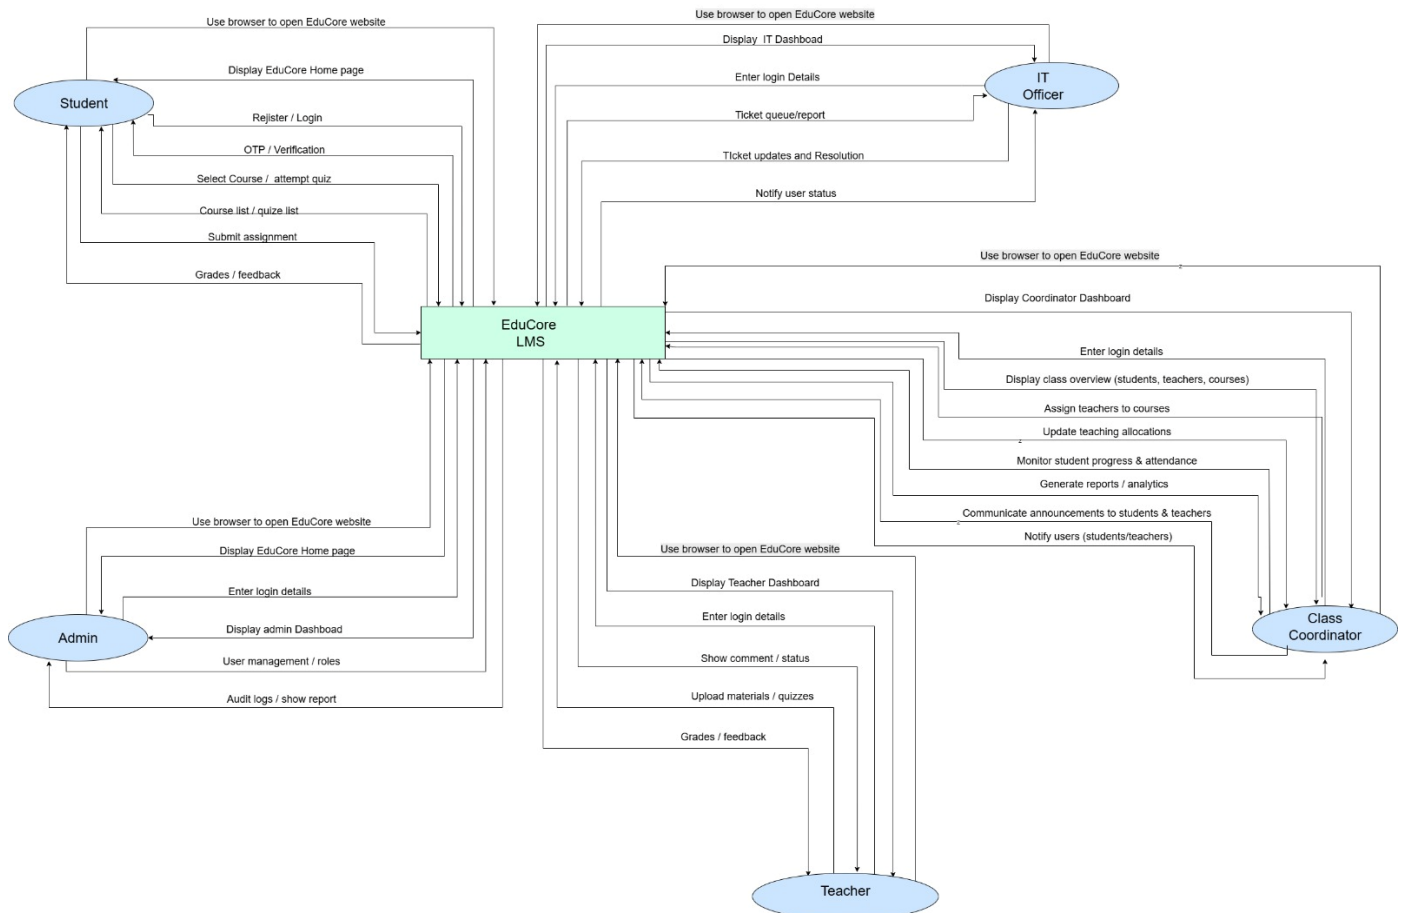 Use browser to open EduCore website
Display EduCore Home page
Student
Rejister / Login
OTP / Verification
Select Course / attempt quiz
Course list / quize list
Submit assignment
Grades / feedback
Use browser to open EduCore website
Display IT Dashboad
Enter login Details
IT
Officer
Ticket queue/report
TIcket updates and Resolution
Notify user status
EduCore
LMS
Use browser to open EduCore website
z
Display Coordinator Dashboard
Enter login details
Display class overview (students, teachers, courses)
Assign teachers to courses
Update teaching allocations
z
Monitor student progress & attendance
Generate reports / analytics
Communicate announcements to students & teachers
z
Notify users (students/teachers)
Class
Coordinator
Use browser to open EduCore website
Display EduCore Home page
Enter login details
Admin
Display admin Dashboad
User management / roles
Audit logs / show report
Use browser to open EduCore website
Display Teacher Dashboard
Enter login details
Show comment / status
Upload materials / quizzes
Grades / feedback
Teacher